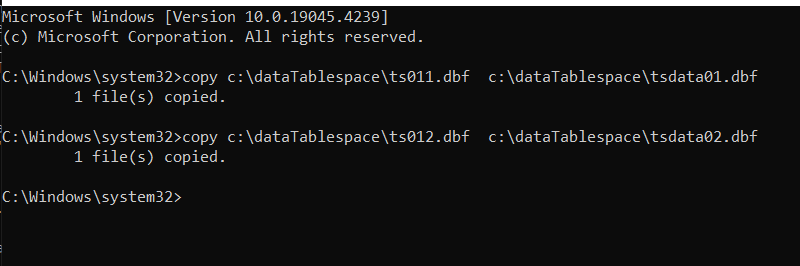 Microsoft Windows [Version 10.0.19045.4239]
(c) Microsoft Corporation. All rights reserved.
C:\Windows\system32>copy c:\dataTablespace\ts011.dbf  c:\dataTablespace\tsdata01.dbf
        1 file(s) copied.
C:\Windows\system32>copy c:\dataTablespace\ts012.dbf  c:\dataTablespace\tsdata02.dbf
        1 file(s) copied.
C:\Windows\system32>